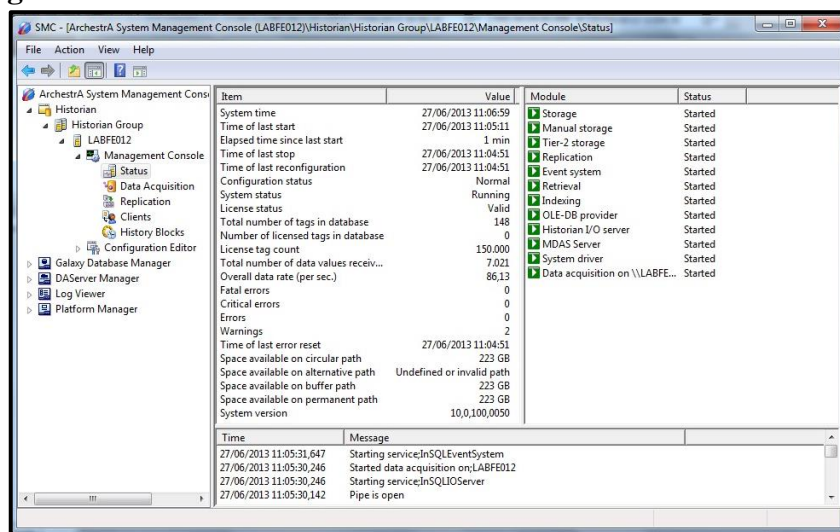 SMC - [ArchestrA System Management Console (LABFE012)\Historian\Historian Group\LABFE012\Management Console\Status]
File Action View Help
ArchestrA System Management Conso
Historian
Historian Group
LABFE012
Management Console
Status
Data Acquisition
Replication
Clients
History Blocks
Configuration Editor
Galaxy Database Manager
DAServer Manager
Log Viewer
Platform Manager
Item Value
System time 27/06/2013 11:06:59
Time of last start 27/06/2013 11:05:11
Elapsed time since last start 1 min
Time of last stop 27/06/2013 11:04:51
Time of last reconfiguration 27/06/2013 11:04:51
Configuration status Normal
System status Running
License status Valid
Total number of tags in database 148
Number of licensed tags in database 0
License tag count 150.000
Total number of data values receiv... 7.021
Overall data rate (per sec.) 86,13
Fatal errors 0
Critical errors 0
Errors 0
Warnings 2
Time of last error reset 27/06/2013 11:04:51
Space available on circular path 223 GB
Space available on alternative path Undefined or invalid path
Space available on buffer path 223 GB
Space available on permanent path 223 GB
System version 10,0,100,0050
Module Status
Storage Started
Manual storage Started
Tier-2 storage Started
Replication Started
Event system Started
Retrieval Started
Indexing Started
OLE-DB provider Started
Historian I/O server Started
MDAS Server Started
System driver Started
Data acquisition on \\LABFE... Started
Time Message
27/06/2013 11:05:31,647 Starting service;InSQLEventSystem
27/06/2013 11:05:30,246 Started data acquisition on;LABFE012
27/06/2013 11:05:30,246 Starting service;InSQLIOServer
27/06/2013 11:05:30,142 Pipe is open